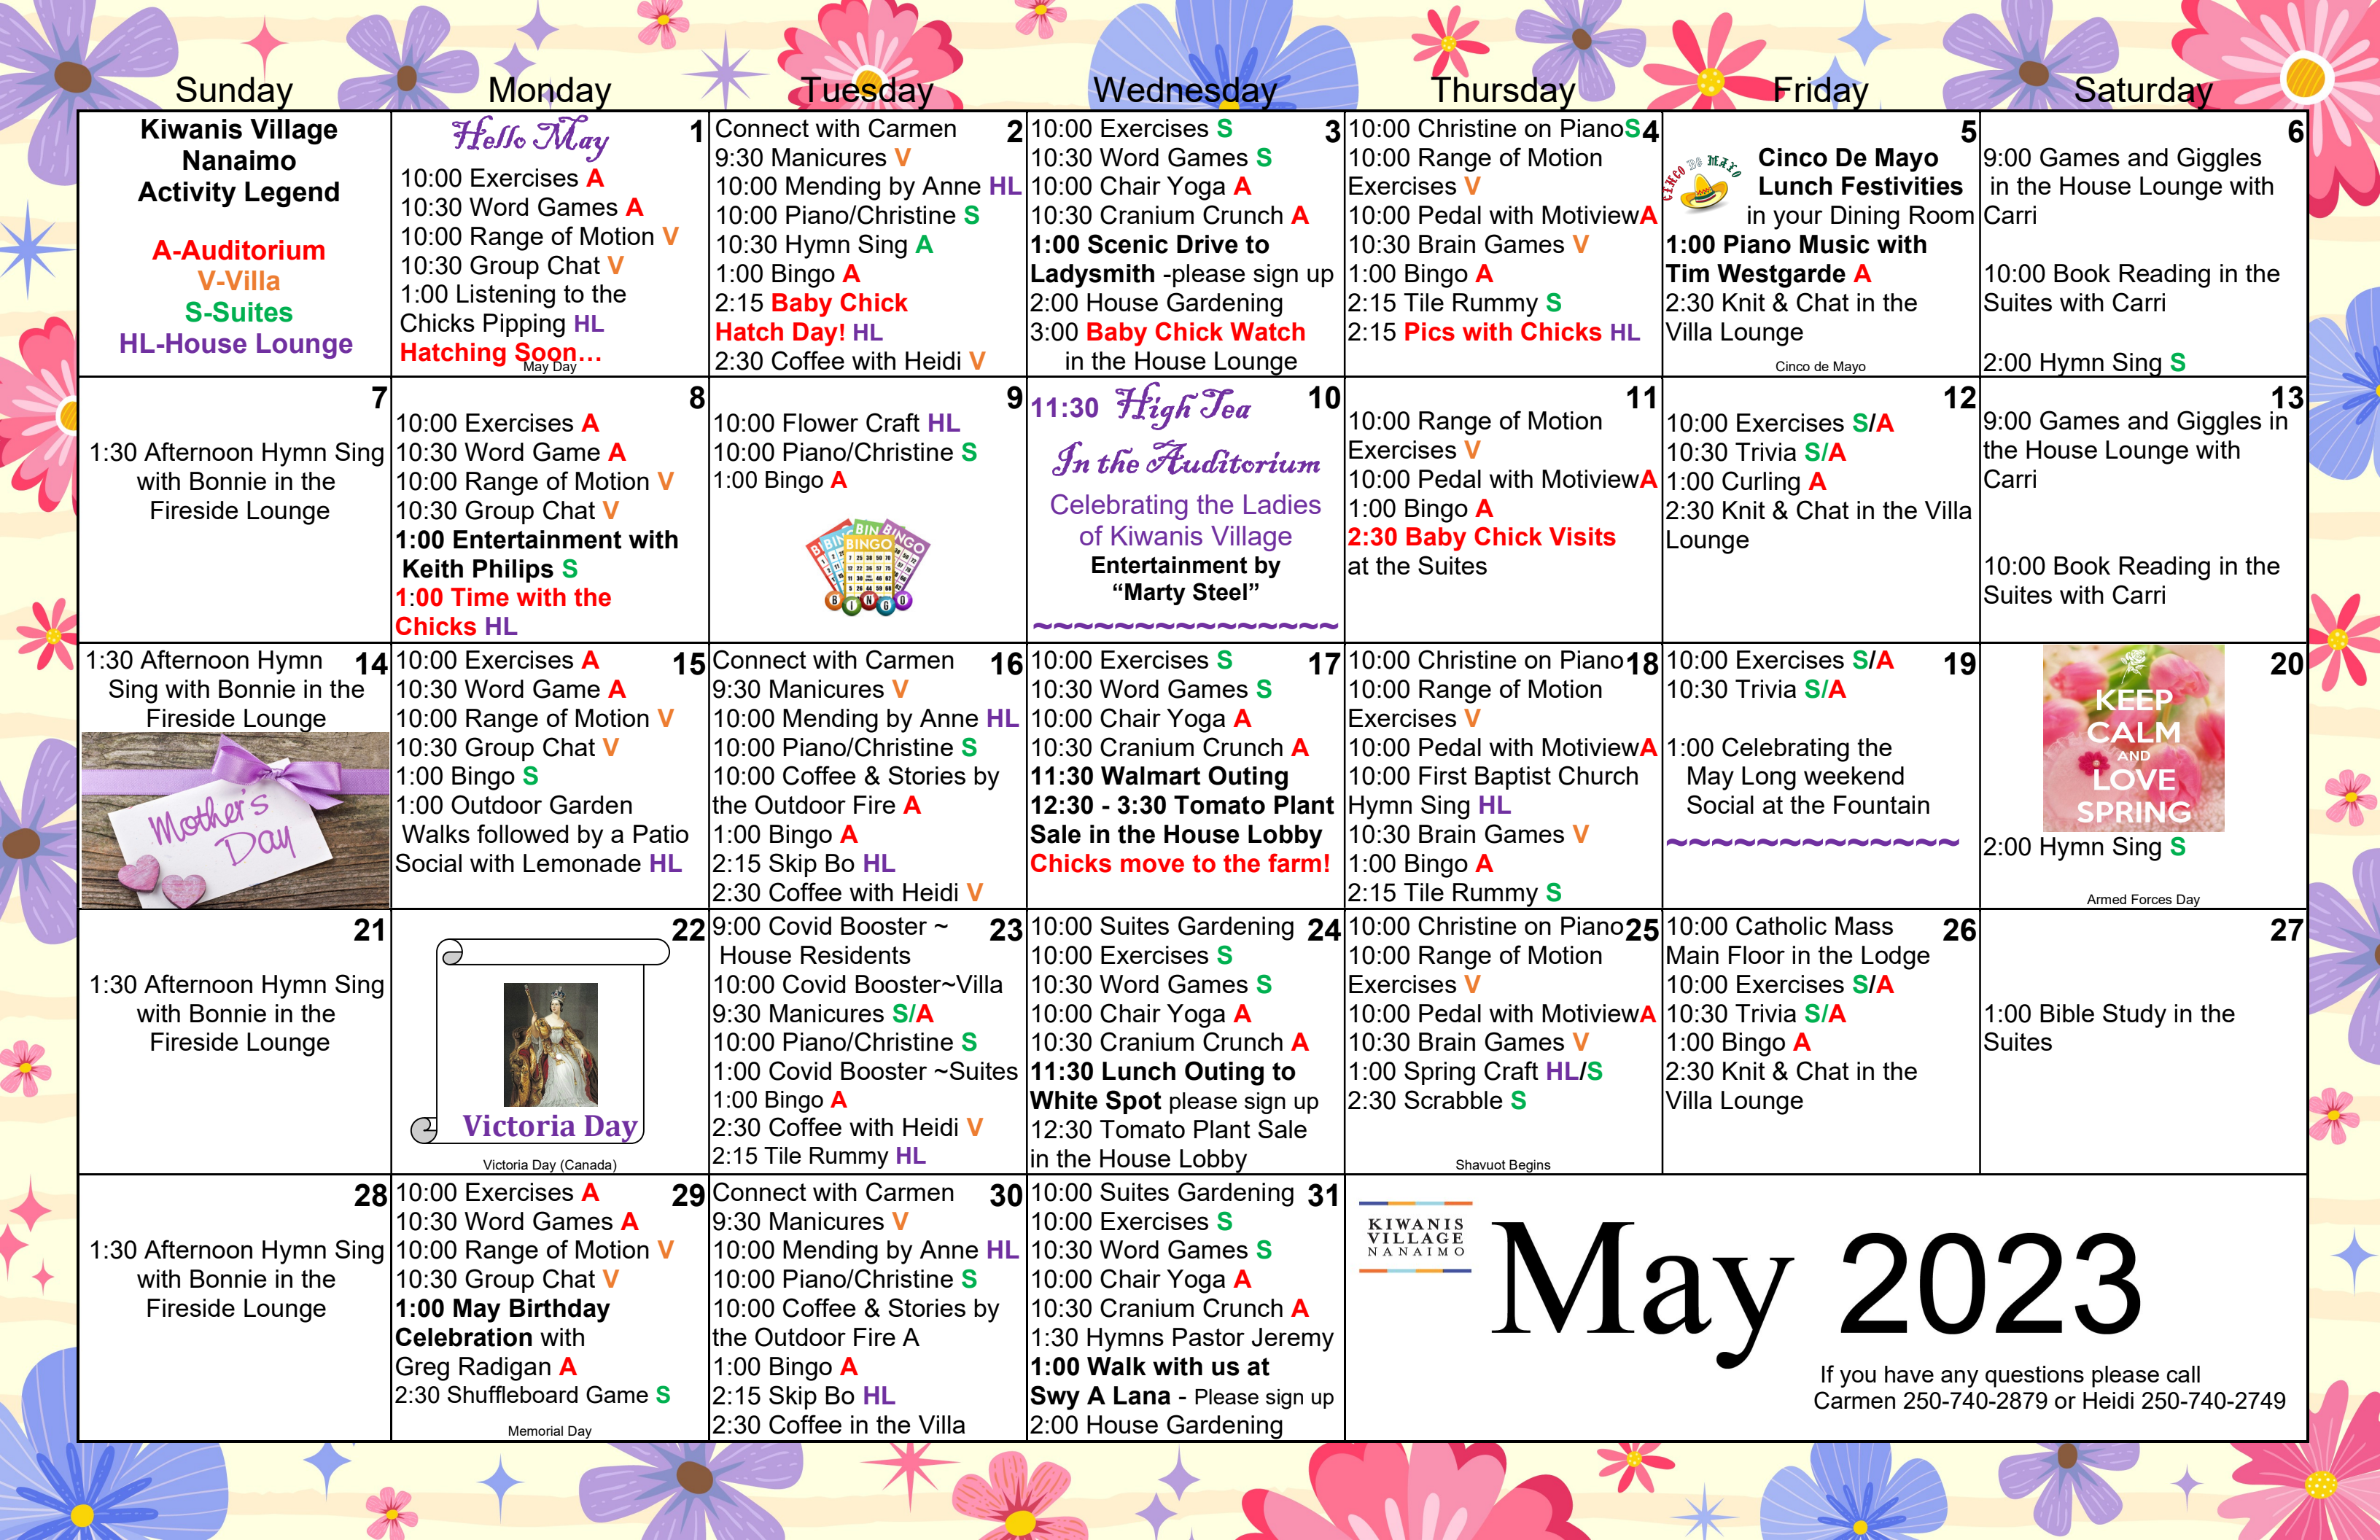 Sunday Monday Tuesday Wednesday Thursday Friday Saturday
Kiwanis Village
Nanaimo
Activity Legend
A-Auditorium
V-Villa
S-Suites
HL-House Lounge
Hello May 1
10:00 Exercises A
10:30 Word Games A
10:00 Range of Motion V
10:30 Group Chat V
1:00 Listening to the
Chicks Pipping HL
Hatching Soon…
May Day
Connect with Carmen 2
9:30 Manicures V
10:00 Mending by Anne HL
10:00 Piano/Christine S
10:30 Hymn Sing A
1:00 Bingo A
2:15 Baby Chick
Hatch Day! HL
2:30 Coffee with Heidi V
10:00 Exercises S 3
10:30 Word Games S
10:00 Chair Yoga A
10:30 Cranium Crunch A
1:00 Scenic Drive to
Ladysmith -please sign up
2:00 House Gardening
3:00 Baby Chick Watch
in the House Lounge
10:00 Christine on PianoS 4
10:00 Range of Motion
Exercises V
10:00 Pedal with MotiviewA
10:30 Brain Games V
1:00 Bingo A
2:15 Tile Rummy S
2:15 Pics with Chicks HL
5
CINCO DE MAYO
Cinco De Mayo
Lunch Festivities
in your Dining Room
1:00 Piano Music with
Tim Westgarde A
2:30 Knit & Chat in the
Villa Lounge
Cinco de Mayo
6
9:00 Games and Giggles
in the House Lounge with
Carri
10:00 Book Reading in the
Suites with Carri
2:00 Hymn Sing S
7
1:30 Afternoon Hymn Sing
with Bonnie in the
Fireside Lounge
8
10:00 Exercises A
10:30 Word Game A
10:00 Range of Motion V
10:30 Group Chat V
1:00 Entertainment with
Keith Philips S
1:00 Time with the
Chicks HL
9
10:00 Flower Craft HL
10:00 Piano/Christine S
1:00 Bingo A
BINGO
B I N G O
11:30 High Tea 10
In the Auditorium
Celebrating the Ladies
of Kiwanis Village
Entertainment by
“Marty Steel”
~~~~~~~~~~~~~~~
11
10:00 Range of Motion
Exercises V
10:00 Pedal with MotiviewA
1:00 Bingo A
2:30 Baby Chick Visits
at the Suites
12
10:00 Exercises S/A
10:30 Trivia S/A
1:00 Curling A
2:30 Knit & Chat in the Villa
Lounge
13
9:00 Games and Giggles in
the House Lounge with
Carri
10:00 Book Reading in the
Suites with Carri
1:30 Afternoon Hymn 14
Sing with Bonnie in the
Fireside Lounge
Mother's
Day
10:00 Exercises A 15
10:30 Word Game A
10:00 Range of Motion V
10:30 Group Chat V
1:00 Bingo S
1:00 Outdoor Garden
Walks followed by a Patio
Social with Lemonade HL
Connect with Carmen 16
9:30 Manicures V
10:00 Mending by Anne HL
10:00 Piano/Christine S
10:00 Coffee & Stories by
the Outdoor Fire A
1:00 Bingo A
2:15 Skip Bo HL
2:30 Coffee with Heidi V
10:00 Exercises S 17
10:30 Word Games S
10:00 Chair Yoga A
10:30 Cranium Crunch A
11:30 Walmart Outing
12:30 - 3:30 Tomato Plant
Sale in the House Lobby
Chicks move to the farm!
10:00 Christine on Piano 18
10:00 Range of Motion
Exercises V
10:00 Pedal with MotiviewA
10:00 First Baptist Church
Hymn Sing HL
10:30 Brain Games V
1:00 Bingo A
2:15 Tile Rummy S
10:00 Exercises S/A 19
10:30 Trivia S/A
1:00 Celebrating the
May Long weekend
Social at the Fountain
~~~~~~~~~~~~~
20
KEEP
CALM
AND
LOVE
SPRING
2:00 Hymn Sing S
Armed Forces Day
21
1:30 Afternoon Hymn Sing
with Bonnie in the
Fireside Lounge
22
Victoria Day
Victoria Day (Canada)
9:00 Covid Booster ~ 23
House Residents
10:00 Covid Booster~Villa
9:30 Manicures S/A
10:00 Piano/Christine S
1:00 Covid Booster ~Suites
1:00 Bingo A
2:30 Coffee with Heidi V
2:15 Tile Rummy HL
10:00 Suites Gardening 24
10:00 Exercises S
10:30 Word Games S
10:00 Chair Yoga A
10:30 Cranium Crunch A
11:30 Lunch Outing to
White Spot please sign up
12:30 Tomato Plant Sale
in the House Lobby
10:00 Christine on Piano 25
10:00 Range of Motion
Exercises V
10:00 Pedal with MotiviewA
10:30 Brain Games V
1:00 Spring Craft HL/S
2:30 Scrabble S
Shavuot Begins
10:00 Catholic Mass 26
Main Floor in the Lodge
10:00 Exercises S/A
10:30 Trivia S/A
1:00 Bingo A
2:30 Knit & Chat in the
Villa Lounge
27
1:00 Bible Study in the
Suites
28
1:30 Afternoon Hymn Sing
with Bonnie in the
Fireside Lounge
10:00 Exercises A 29
10:30 Word Games A
10:00 Range of Motion V
10:30 Group Chat V
1:00 May Birthday
Celebration with
Greg Radigan A
2:30 Shuffleboard Game S
Memorial Day
Connect with Carmen 30
9:30 Manicures V
10:00 Mending by Anne HL
10:00 Piano/Christine S
10:00 Coffee & Stories by
the Outdoor Fire A
1:00 Bingo A
2:15 Skip Bo HL
2:30 Coffee in the Villa
10:00 Suites Gardening 31
10:00 Exercises S
10:30 Word Games S
10:00 Chair Yoga A
10:30 Cranium Crunch A
1:30 Hymns Pastor Jeremy
1:00 Walk with us at
Swy A Lana - Please sign up
2:00 House Gardening
KIWANIS
VILLAGE
NANAIMO
May 2023
If you have any questions please call
Carmen 250-740-2879 or Heidi 250-740-2749